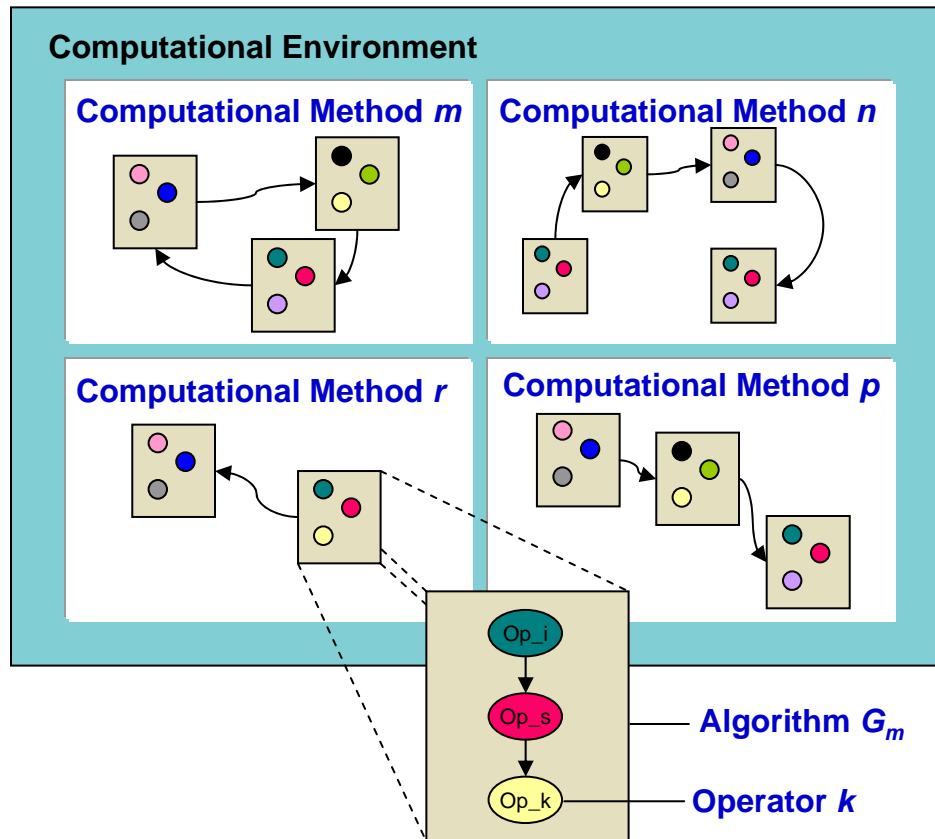 Computational Environment
Computational Method m
Computational Method n
Computational Method r
Computational Method p
Op_i
Op_s
Op_k
Algorithm Gm
Operator k